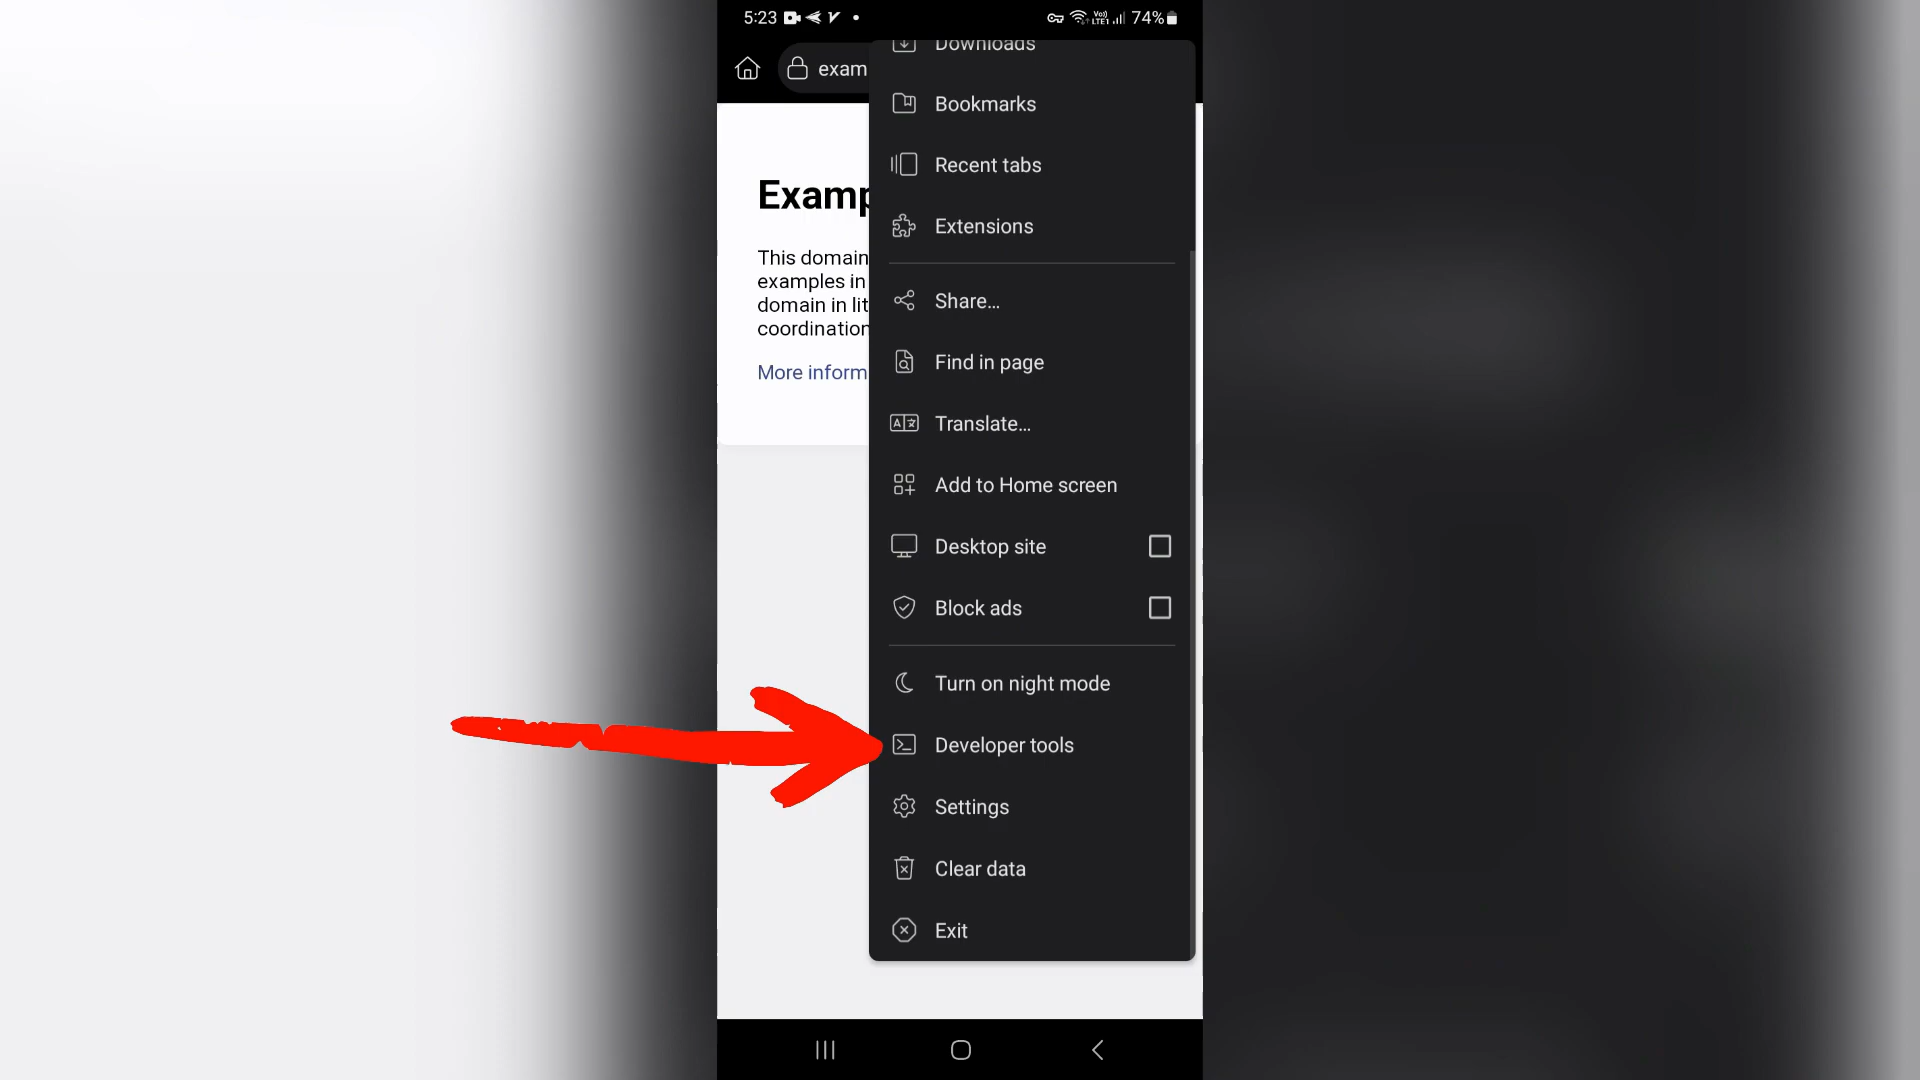 5:23
Vo)) LTE1 74%
exam
Downloads
Bookmarks
Recent tabs
Extensions
Examp
This domain
examples in
domain in lit
coordination
More inform
Share...
Find in page
Translate...
Add to Home screen
Desktop site
Block ads
Turn on night mode
Developer tools
Settings
Clear data
Exit